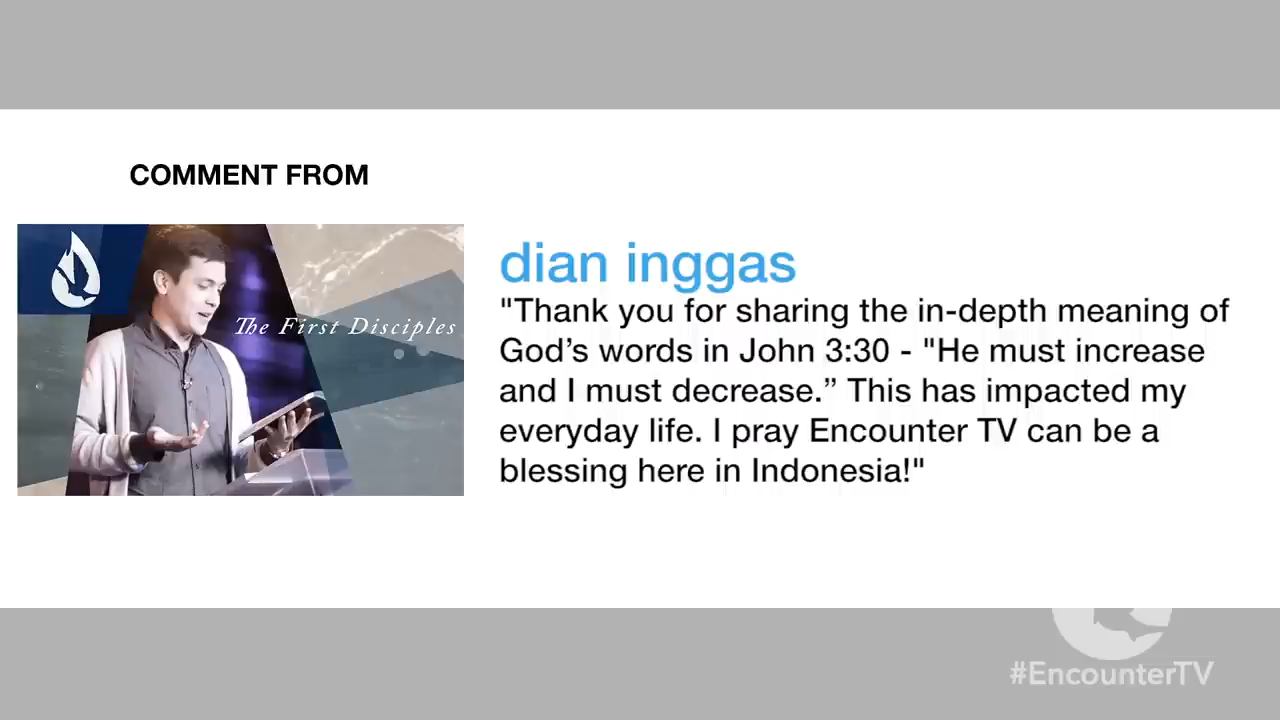 COMMENT FROM
The First Disciples
dian inggas
"Thank you for sharing the in-depth meaning of
God’s words in John 3:30 - "He must increase
and I must decrease.” This has impacted my
everyday life. I pray Encounter TV can be a
blessing here in Indonesia!"
#EncounterTV